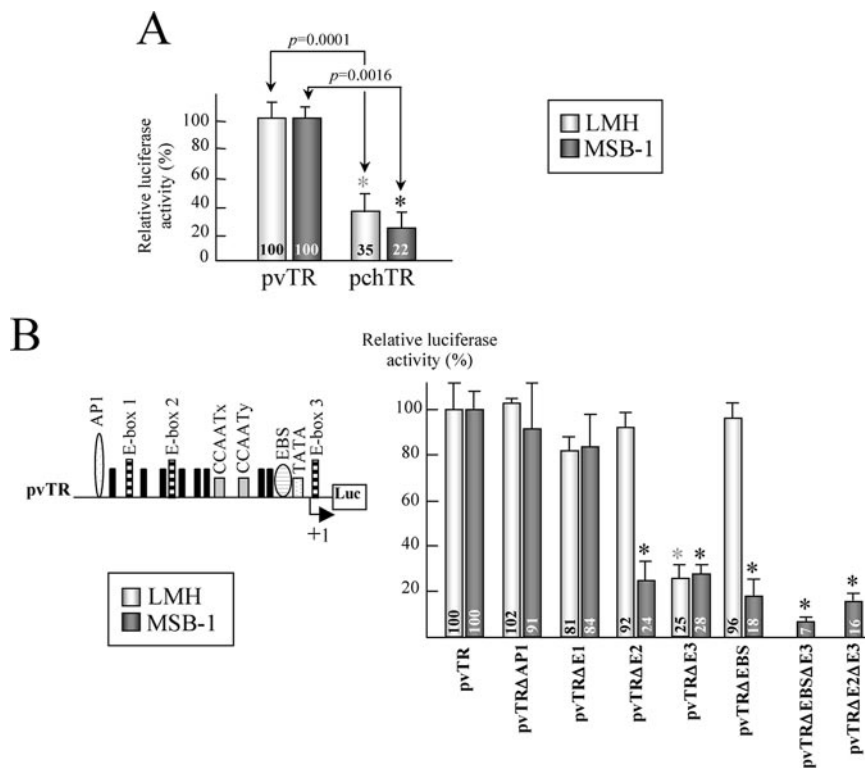 A
p=0.0001
p=0.0016
Relative luciferase
activity (%)
100
80
60
40
20
0
*
*
100
100
35
22
pvTR
pchTR
LMH
MSB-1
B
AP1
E-box 1
E-box 2
CCAATx
CCAATy
EBS
TATA
E-box 3
pvTR
Luc
+1
LMH
MSB-1
Relative luciferase
activity (%)
100
80
60
40
20
*
*
*
*
*
*
100
100
102
91
81
84
92
24
25
28
96
18
7
16
pvTR
pvTRΔAP1
pvTRΔE1
pvTRΔE2
pvTRΔE3
pvTRΔEBS
pvTRΔEBSΔE3
pvTRΔE2ΔE3